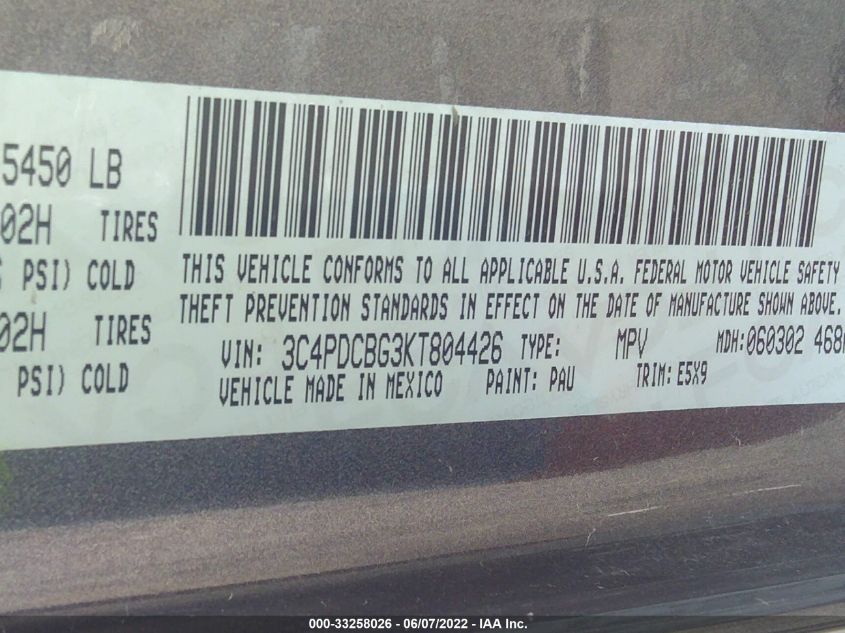 5450 LB
02H TIRES
PSI) COLD
02H TIRES
PSI) COLD
THIS VEHICLE CONFORMS TO ALL APPLICABLE U.S.A. FEDERAL MOTOR VEHICLE SAFETY
THEFT PREVENTION STANDARDS IN EFFECT ON THE DATE OF MANUFACTURE SHOWN ABOVE.
VIN: 3C4PDCBG3KT804426 TYPE: MPV MDH:060302 468
VEHICLE MADE IN MEXICO PAINT: PAU TRIM: E5X9
000-33258026 - 06/07/2022 - IAA Inc.